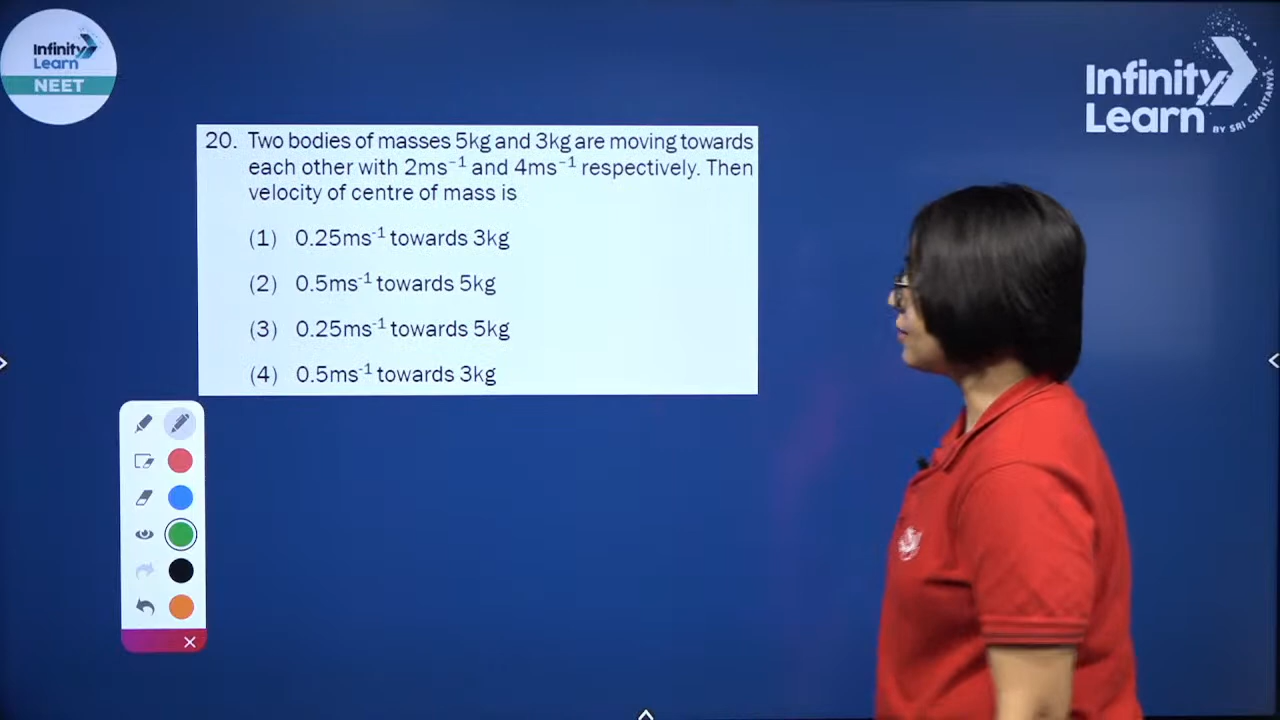 Infinity
Learn
NEET
Infinity
Learn
BY SRI CHAITANYA
20. Two bodies of masses 5kg and 3kg are moving towards
each other with 2ms⁻¹ and 4ms⁻¹ respectively. Then
velocity of centre of mass is
(1) 0.25ms⁻¹ towards 3kg
(2) 0.5ms⁻¹ towards 5kg
(3) 0.25ms⁻¹ towards 5kg
(4) 0.5ms⁻¹ towards 3kg